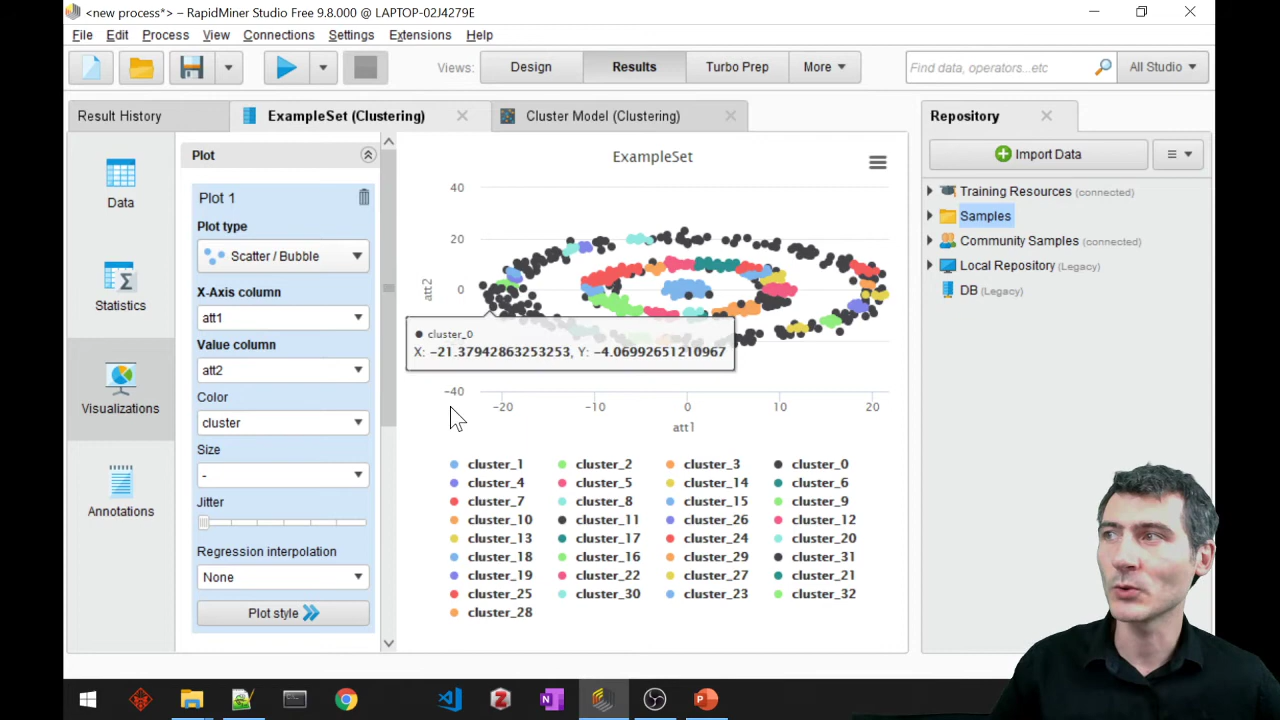 <new process*> – RapidMiner Studio Free 9.8.000 @ LAPTOP-02J4279E
File Edit Process View Connections Settings Extensions Help
Views: Design Results Turbo Prep More Find data, operators...etc All Studio
Result History ExampleSet (Clustering) Cluster Model (Clustering) Repository
Import Data
Data
Statistics
Visualizations
Annotations
Plot
Plot 1
Plot type
Scatter / Bubble
X-Axis column
att1
Value column
att2
Color
cluster
Size
-
Jitter
Regression interpolation
None
Plot style
ExampleSet
40
20
0
-40
att2
-20 -10 0 10 20
att1
cluster_0
X: -21.37942863253253, Y: -4.06992651210967
cluster_1 cluster_2 cluster_3 cluster_0
cluster_4 cluster_5 cluster_14 cluster_6
cluster_7 cluster_8 cluster_15 cluster_9
cluster_10 cluster_11 cluster_26 cluster_12
cluster_13 cluster_17 cluster_24 cluster_20
cluster_18 cluster_16 cluster_29 cluster_31
cluster_19 cluster_22 cluster_27 cluster_21
cluster_25 cluster_30 cluster_23 cluster_32
cluster_28
Training Resources (connected)
Samples
Community Samples (connected)
Local Repository (Legacy)
DB (Legacy)